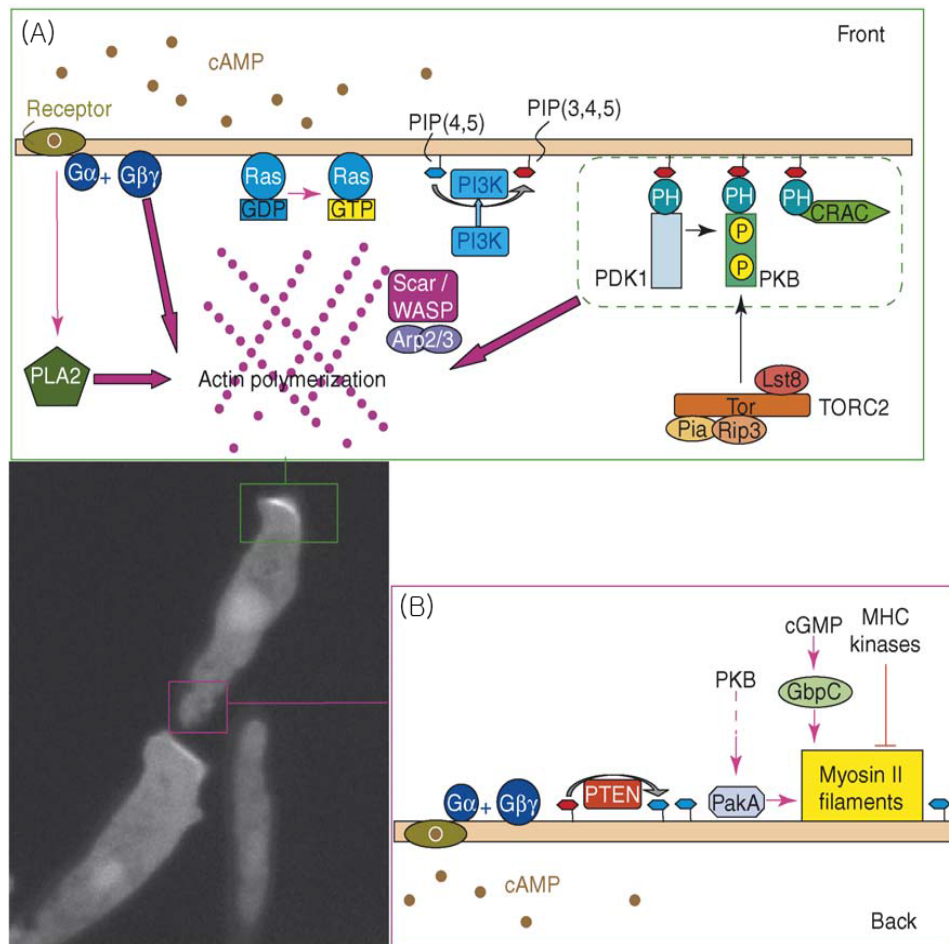 (A)
Front
cAMP
Receptor
PIP(4,5)
PIP(3,4,5)
O
Gα + Gβγ
Ras
GDP
Ras
GTP
PI3K
PI3K
PH
PH
PH
CRAC
P
P
PDK1
PKB
Scar /
WASP
Arp2/3
PLA2
Actin polymerization
Lst8
Tor
TORC2
Pia
Rip3
(B)
cGMP
MHC
kinases
PKB
GbpC
Gα + Gβγ
PTEN
PakA
Myosin II
filaments
O
cAMP
Back